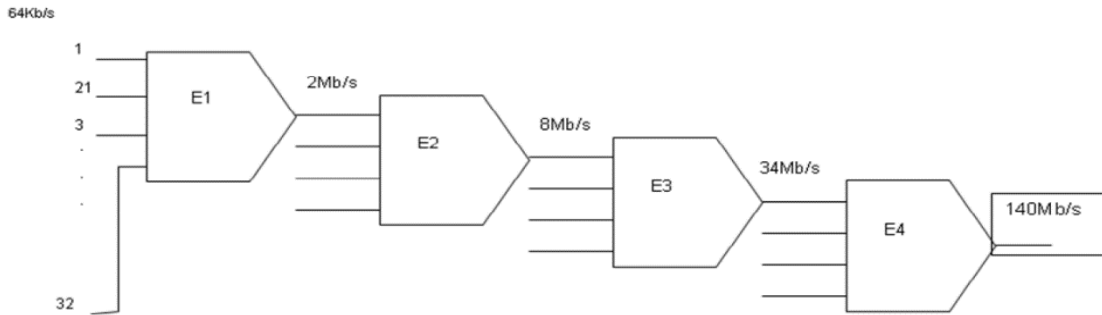 64Kb/s
1
21
3
.
.
.
32
E1
2Mb/s
E2
8Mb/s
E3
34Mb/s
E4
140Mb/s